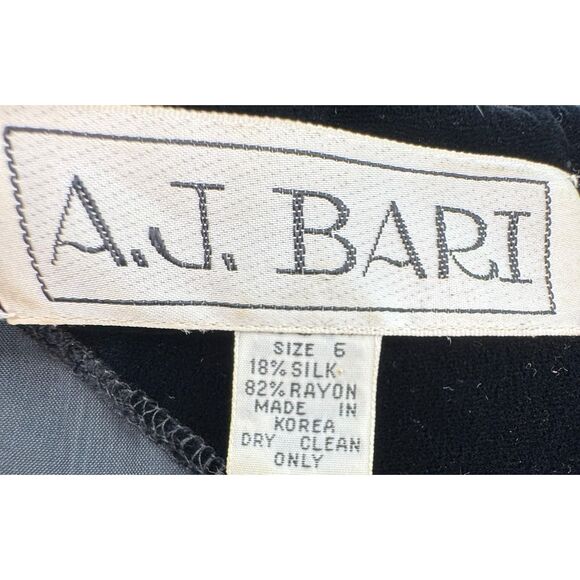 A.J. BARI
SIZE 6
18% SILK
82% RAYON
MADE IN
KOREA
DRY CLEAN
ONLY